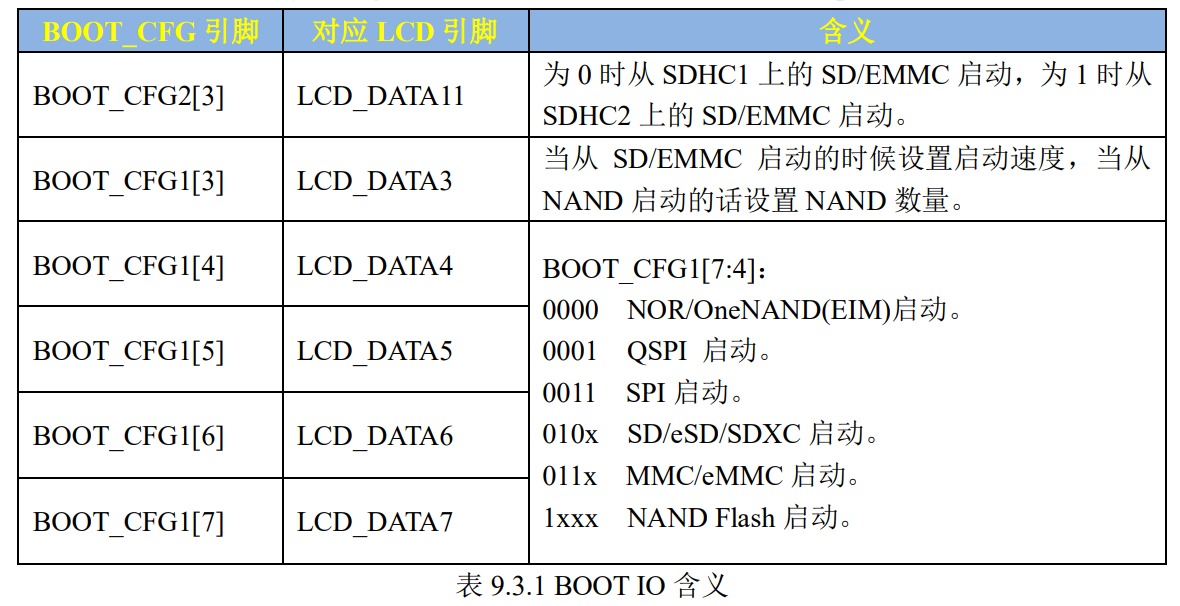 BOOT_CFG 引脚 对应 LCD 引脚 含义
BOOT_CFG2[3] LCD_DATA11 为 0 时从 SDHC1 上的 SD/EMMC 启动，为 1 时从
SDHC2 上的 SD/EMMC 启动。
BOOT_CFG1[3] LCD_DATA3 当从 SD/EMMC 启动的时候设置启动速度，当从
NAND 启动的话设置 NAND 数量。
BOOT_CFG1[4] LCD_DATA4
BOOT_CFG1[5] LCD_DATA5
BOOT_CFG1[6] LCD_DATA6
BOOT_CFG1[7] LCD_DATA7
BOOT_CFG1[7:4]：
0000 NOR/OneNAND(EIM)启动。
0001 QSPI 启动。
0011 SPI 启动。
010x SD/eSD/SDXC 启动。
011x MMC/eMMC 启动。
1xxx NAND Flash 启动。
表 9.3.1 BOOT IO 含义